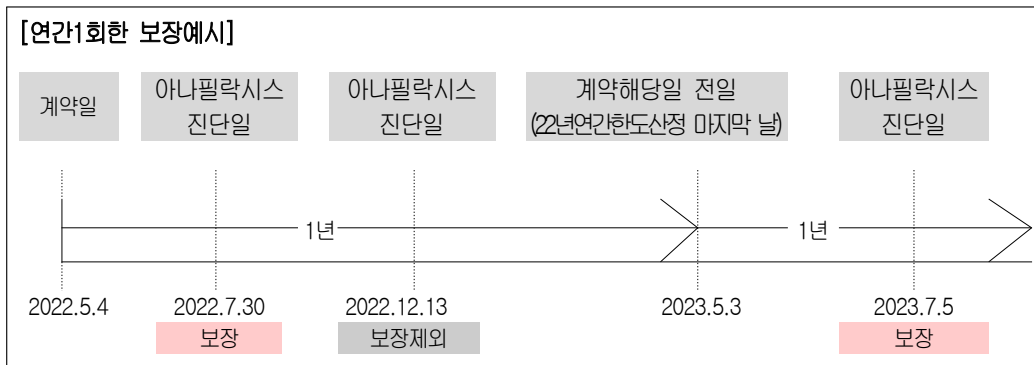 [연간1회한 보장예시]
계약일
아나필락시스
진단일
아나필락시스
진단일
계약해당일 전일
(22년연간한도산정 마지막 날)
아나필락시스
진단일
1년
1년
2022.5.4
2022.7.30
2022.12.13
2023.5.3
2023.7.5
보장
보장제외
보장